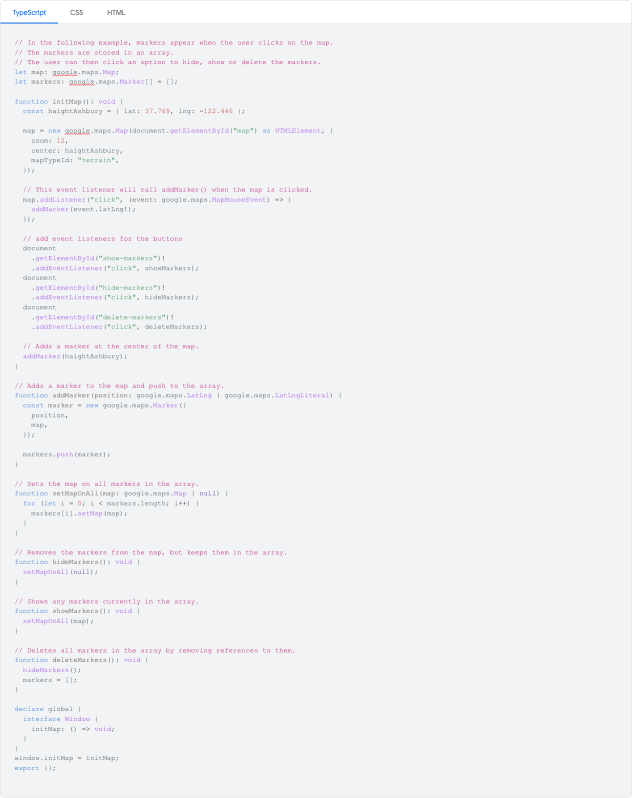 TypeScript CSS HTML
// In the following example, markers appear when the user clicks on the map.
// The markers are stored in an array.
// The user can then click an option to hide, show or delete the markers.
let map: google.maps.Map;
let markers: google.maps.Marker[] = [];
function initMap(): void {
const haightAshbury = { lat: 37.769, lng: -122.446 };
map = new google.maps.Map(document.getElementById("map") as HTMLElement, {
zoom: 12,
center: haightAshbury,
mapTypeId: "terrain",
});
// This event listener will call addMarker() when the map is clicked.
map.addListener("click", (event: google.maps.MapMouseEvent) => {
addMarker(event.latLng!);
});
// add event listeners for the buttons
document
.getElementById("show-markers")!
.addEventListener("click", showMarkers);
document
.getElementById("hide-markers")!
.addEventListener("click", hideMarkers);
document
.getElementById("delete-markers")!
.addEventListener("click", deleteMarkers);
// Adds a marker at the center of the map.
addMarker(haightAshbury);
}
// Adds a marker to the map and push to the array.
function addMarker(position: google.maps.LatLng | google.maps.LatLngLiteral) {
const marker = new google.maps.Marker({
position,
map,
});
markers.push(marker);
}
// Sets the map on all markers in the array.
function setMapOnAll(map: google.maps.Map | null) {
for (let i = 0; i < markers.length; i++) {
markers[i].setMap(map);
}
}
// Removes the markers from the map, but keeps them in the array.
function hideMarkers(): void {
setMapOnAll(null);
}
// Shows any markers currently in the array.
function showMarkers(): void {
setMapOnAll(map);
}
// Deletes all markers in the array by removing references to them.
function deleteMarkers(): void {
hideMarkers();
markers = [];
}
declare global {
interface Window {
initMap: () => void;
}
}
window.initMap = initMap;
export {};